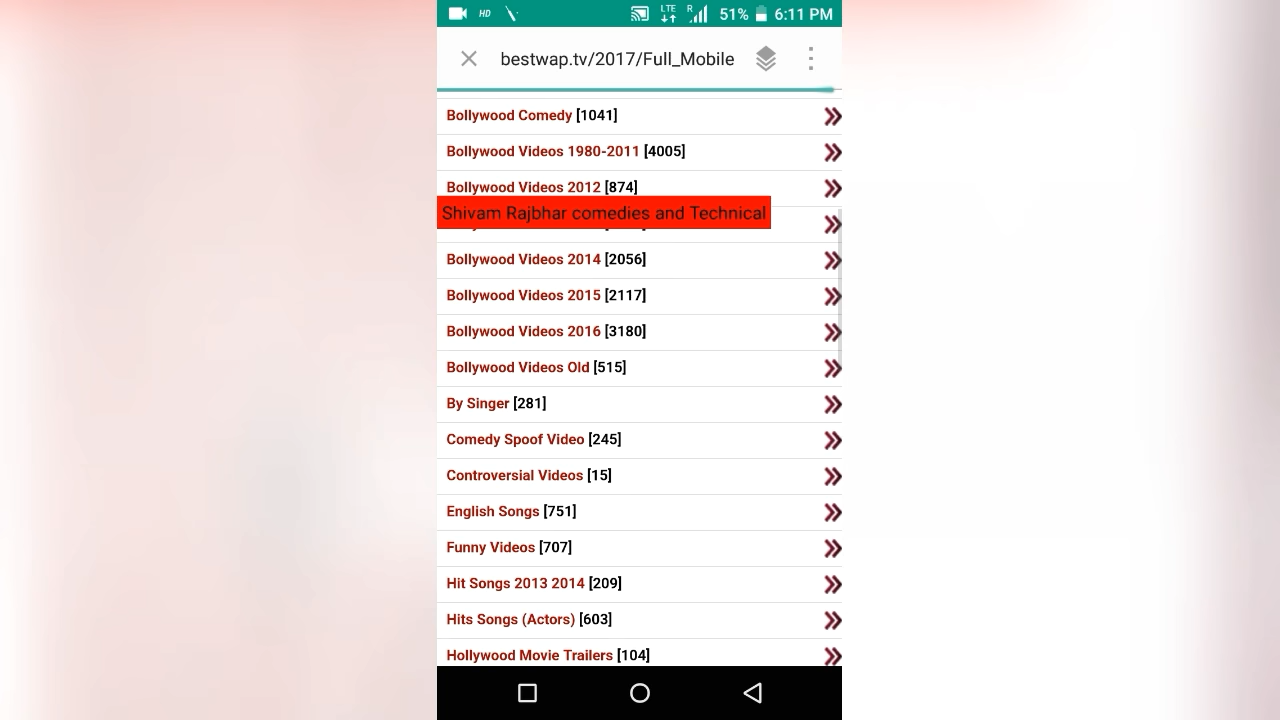 HD LTE R 51% 6:11 PM
bestwap.tv/2017/Full_Mobile
Bollywood Comedy [1041]
Bollywood Videos 1980-2011 [4005]
Bollywood Videos 2012 [874]
Shivam Rajbhar comedies and Technical
Bollywood Videos 2014 [2056]
Bollywood Videos 2015 [2117]
Bollywood Videos 2016 [3180]
Bollywood Videos Old [515]
By Singer [281]
Comedy Spoof Video [245]
Controversial Videos [15]
English Songs [751]
Funny Videos [707]
Hit Songs 2013 2014 [209]
Hits Songs (Actors) [603]
Hollywood Movie Trailers [104]